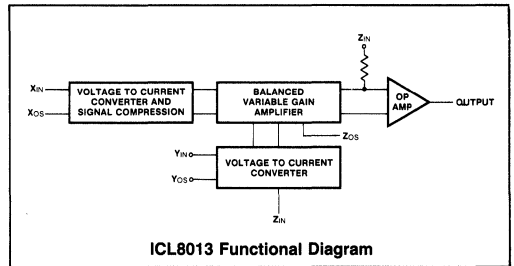 ZIN
XIN
XOS
VOLTAGE TO CURRENT
CONVERTER AND
SIGNAL COMPRESSION
BALANCED
VARIABLE GAIN
AMPLIFIER
OP
AMP
OUTPUT
ZOS
YIN
YOS
VOLTAGE TO CURRENT
CONVERTER
ZIN
ICL8013 Functional Diagram